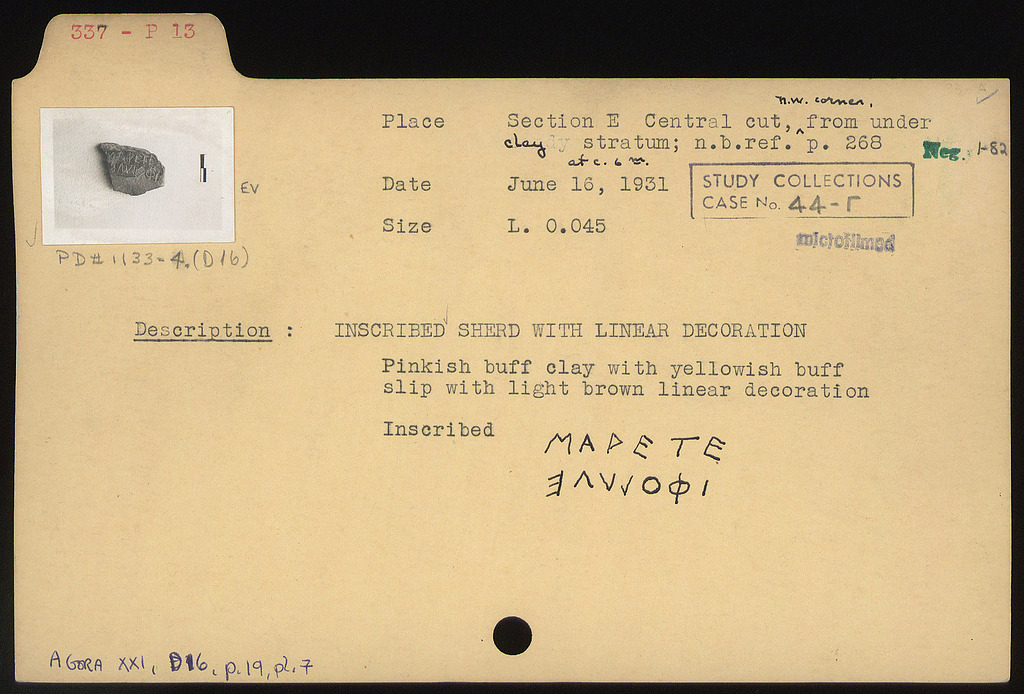 337 - P 13
n.w. corner,
Place Section E Central cut, ^ from under
clay stratum; n.b.ref. p. 268
at c. 6 m.
Neg. 1-82
Date June 16, 1931
STUDY COLLECTIONS
CASE No. 44-Γ
Size L. 0.045
microfilmed
EV
PD# 1133-4. (D16)
Description : INSCRIBED SHERD WITH LINEAR DECORATION
Pinkish buff clay with yellowish buff
slip with light brown linear decoration
Inscribed ΜΑΡΕΤΕ
ƎΛVVΟΦΙ
AGORA XXI, D16, p.19, pl.7